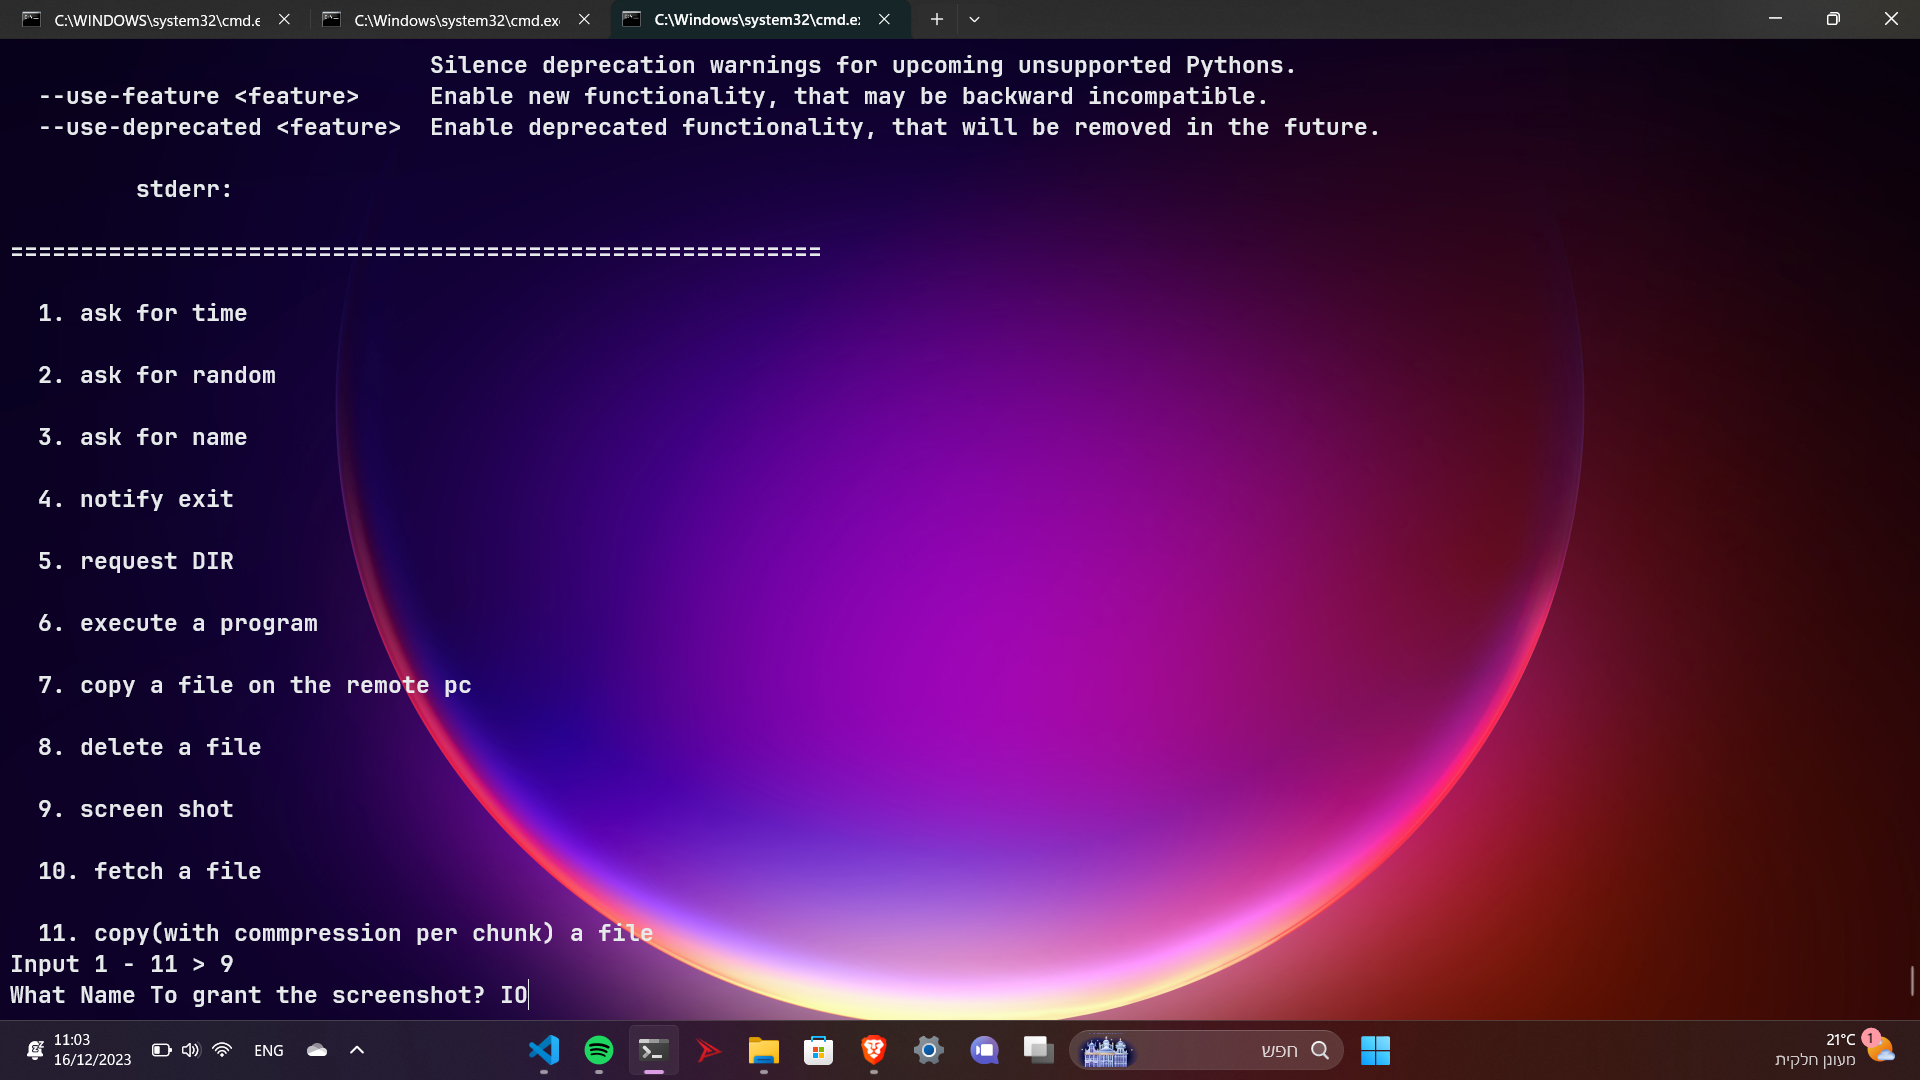 C:\WINDOWS\system32\cmd.e
C:\Windows\system32\cmd.ex
C:\Windows\system32\cmd.e:
Silence deprecation warnings for upcoming unsupported Pythons.
--use-feature <feature> Enable new functionality, that may be backward incompatible.
--use-deprecated <feature> Enable deprecated functionality, that will be removed in the future.
stderr:
==========================================================
1. ask for time
2. ask for random
3. ask for name
4. notify exit
5. request DIR
6. execute a program
7. copy a file on the remote pc
8. delete a file
9. screen shot
10. fetch a file
11. copy(with commpression per chunk) a file
Input 1 - 11 > 9
What Name To grant the screenshot? IO
11:03
16/12/2023
ENG
חפש
21°C
מעונן חלקית
1